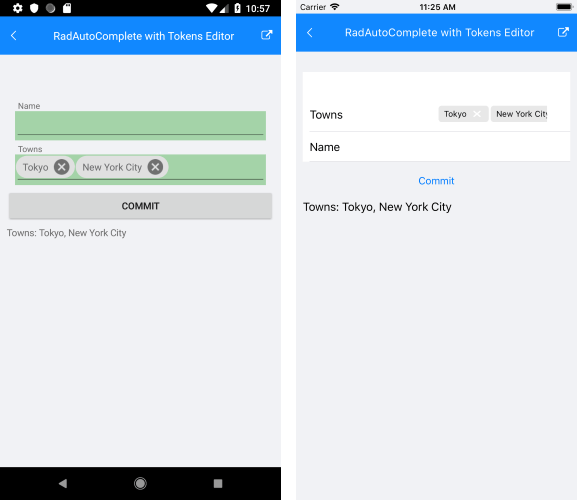 10:57
RadAutoComplete with Tokens Editor
Name
Towns
Tokyo
New York City
COMMIT
Towns: Tokyo, New York City
Carrier
11:25 AM
RadAutoComplete with Tokens Editor
Towns
Tokyo
New York City
Name
Commit
Towns: Tokyo, New York City